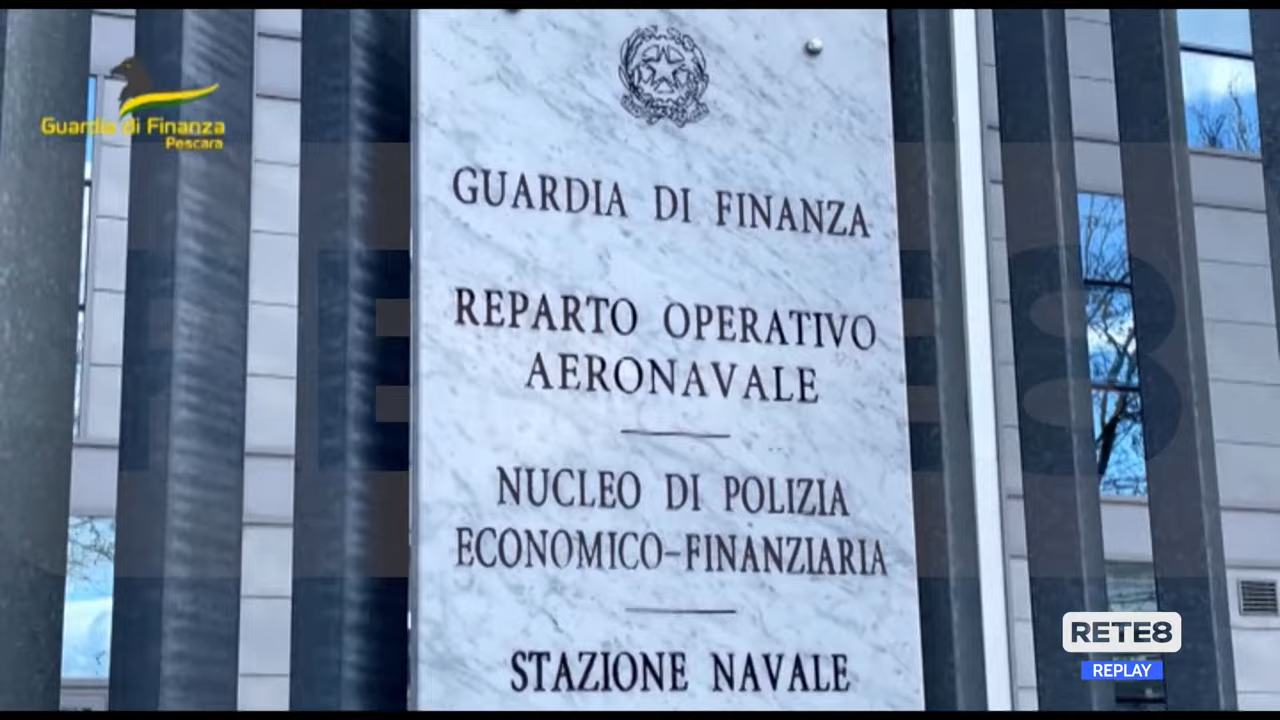 Guardia di Finanza
Pescara
GUARDIA DI FINANZA
REPARTO OPERATIVO
AERONAVALE
NUCLEO DI POLIZIA
ECONOMICO-FINANZIARIA
STAZIONE NAVALE
RETE8
REPLAY